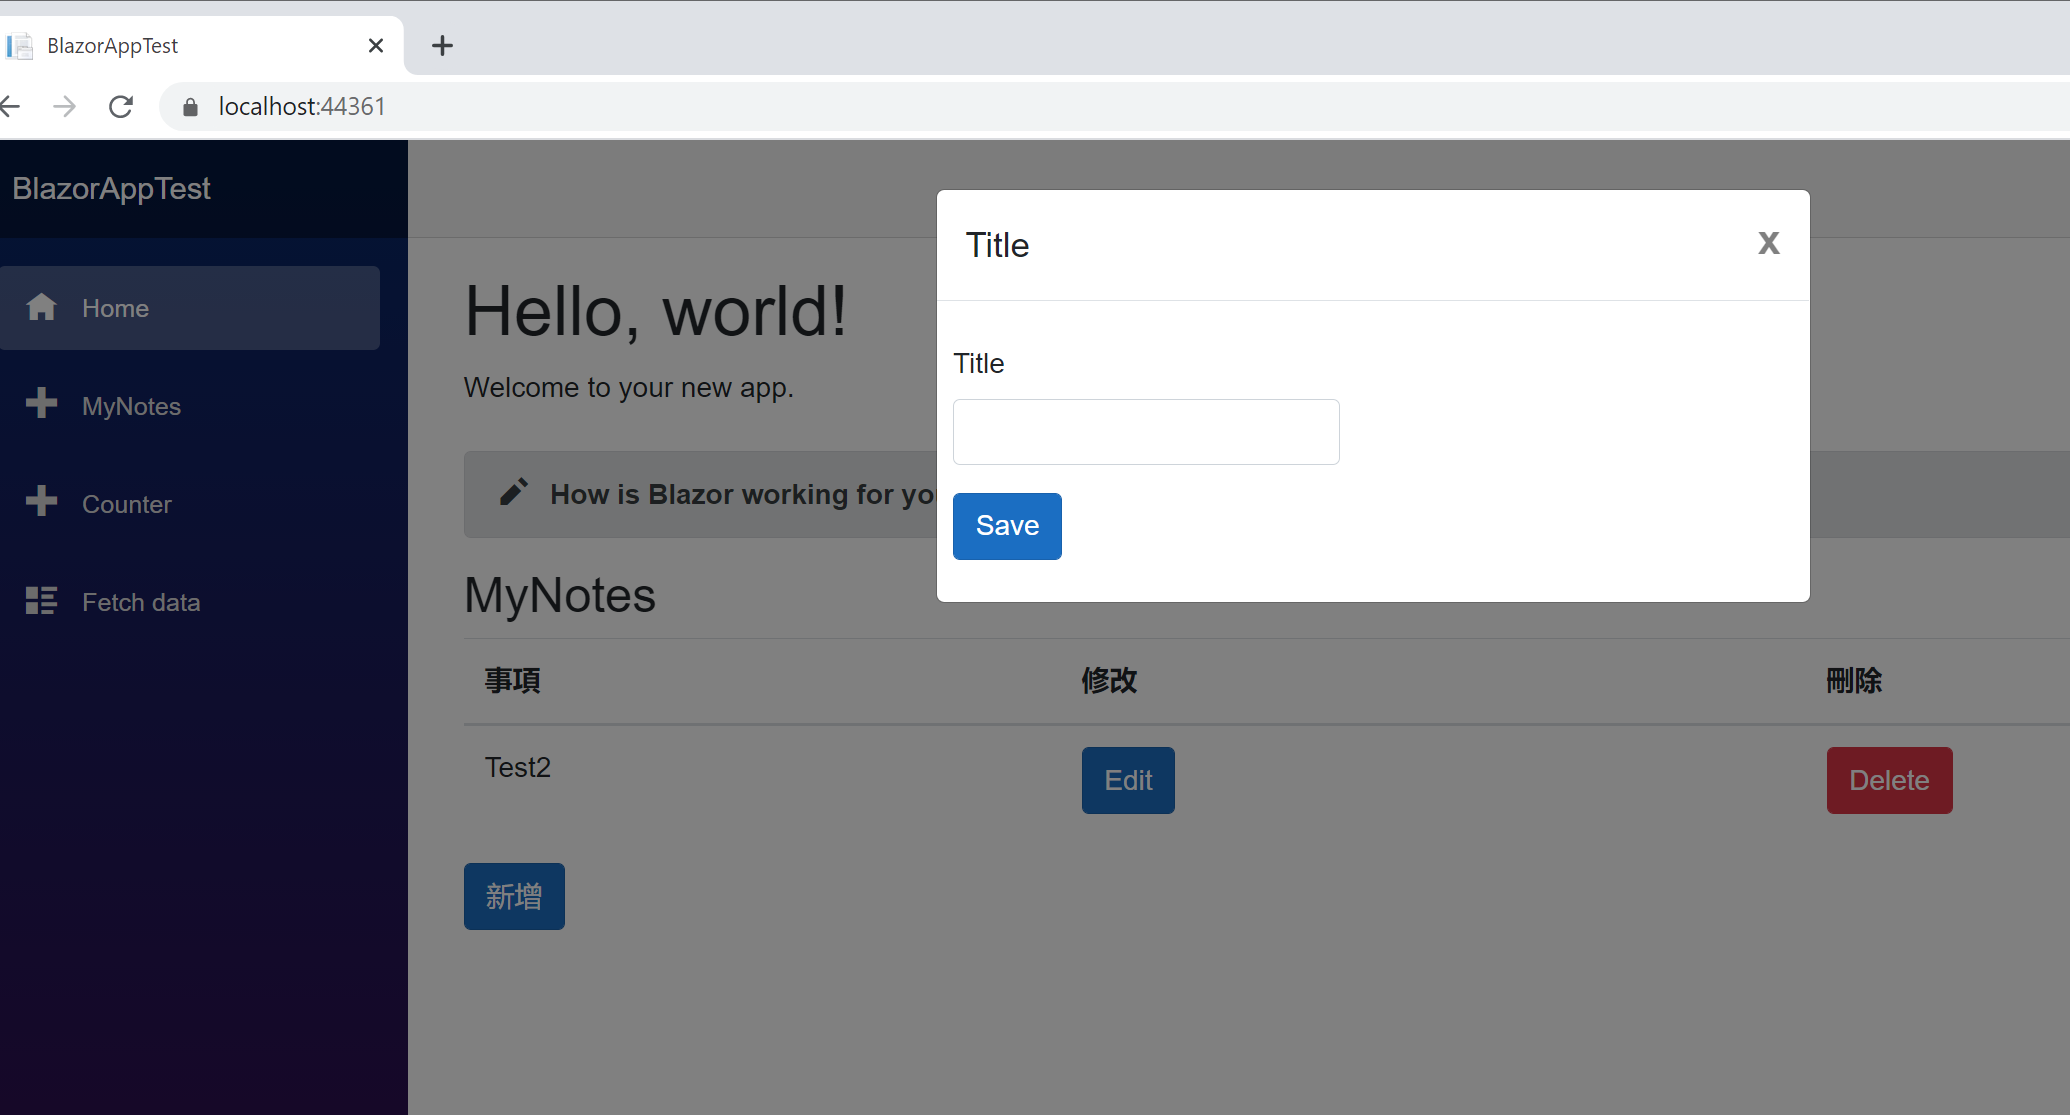 BlazorAppTest
localhost:44361
BlazorAppTest
Home
MyNotes
Counter
Fetch data
Title
X
Title
Save
Hello, world!
Welcome to your new app.
How is Blazor working for yo
MyNotes
事項 修改 刪除
Test2 Edit Delete
新增